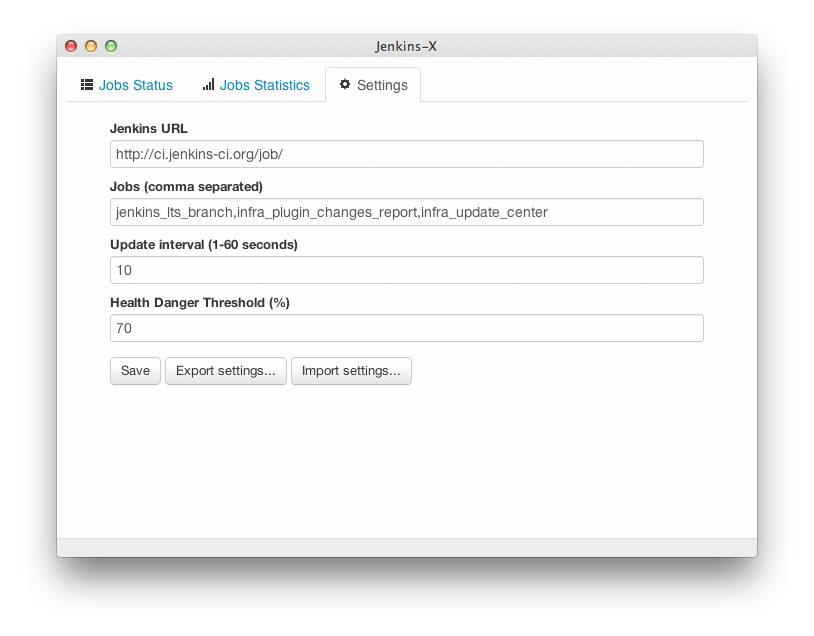 Jenkins-X
Jobs Status Jobs Statistics Settings
Jenkins URL
http://ci.jenkins-ci.org/job/
Jobs (comma separated)
jenkins_lts_branch,infra_plugin_changes_report,infra_update_center
Update interval (1-60 seconds)
10
Health Danger Threshold (%)
70
Save Export settings... Import settings...